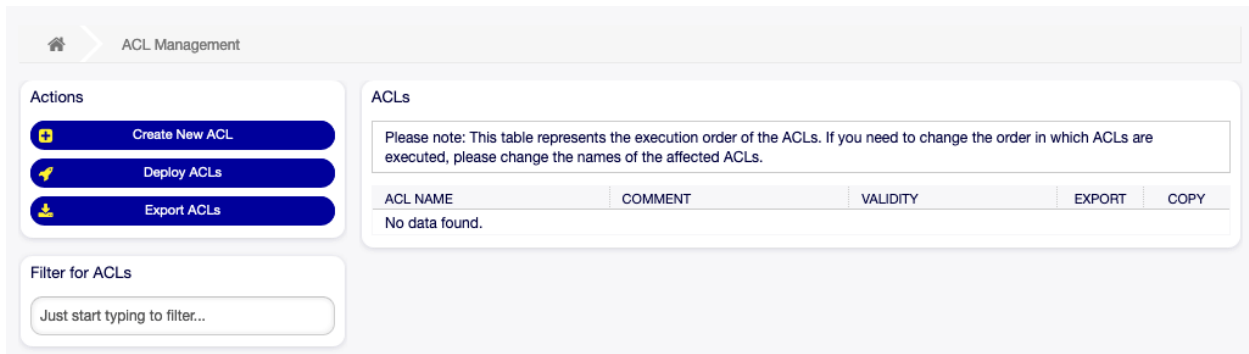 ACL Management
Actions
Create New ACL
Deploy ACLs
Export ACLs
Filter for ACLs
Just start typing to filter...
ACLs
Please note: This table represents the execution order of the ACLs. If you need to change the order in which ACLs are
executed, please change the names of the affected ACLs.
ACL NAME COMMENT VALIDITY EXPORT COPY
No data found.